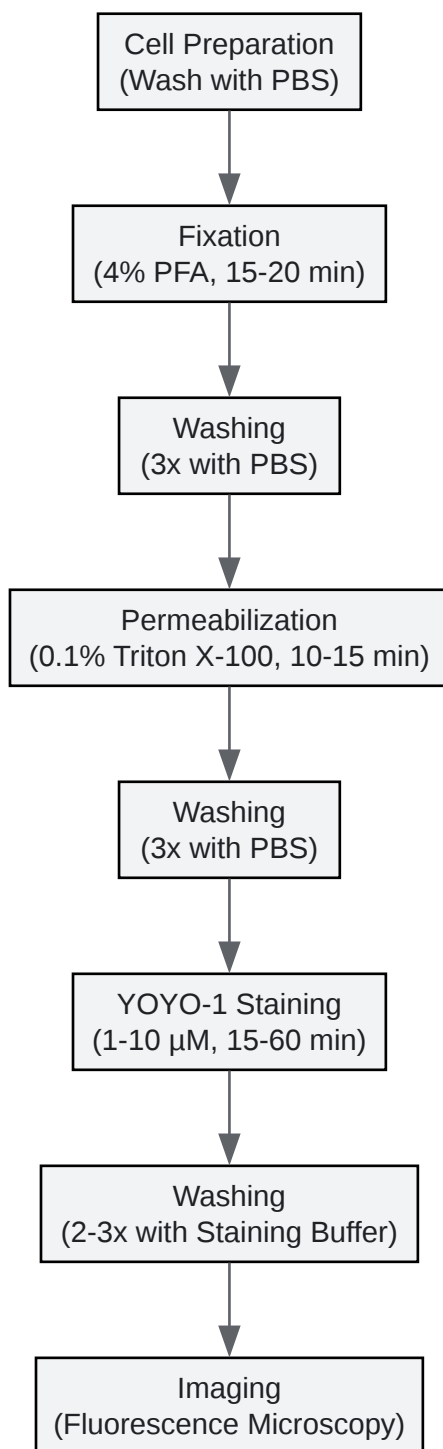 Cell Preparation
(Wash with PBS)
Fixation
(4% PFA, 15-20 min)
Washing
(3x with PBS)
Permeabilization
(0.1% Triton X-100, 10-15 min)
Washing
(3x with PBS)
YOYO-1 Staining
(1-10 µM, 15-60 min)
Washing
(2-3x with Staining Buffer)
Imaging
(Fluorescence Microscopy)